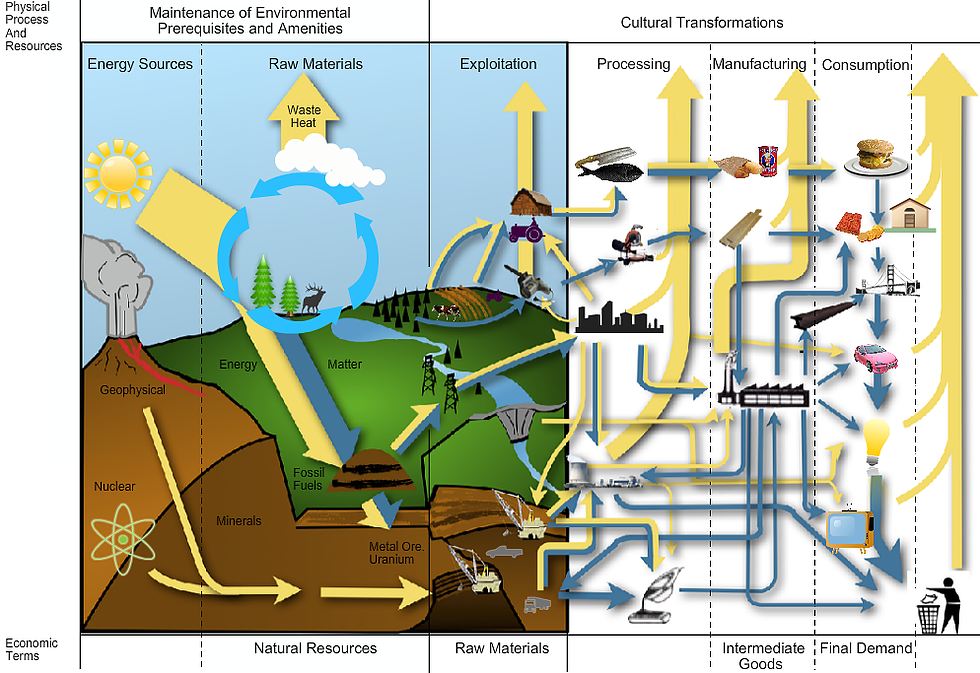 Physical
Process
And
Resources
Maintenance of Environmental
Prerequisites and Amenities
Cultural Transformations
Energy Sources
Raw Materials
Exploitation
Processing
Manufacturing
Consumption
Waste
Heat
Energy
Matter
Geophysical
Fossil
Fuels
Nuclear
Minerals
Metal Ore.
Uranium
Economic
Terms
Natural Resources
Raw Materials
Intermediate
Goods
Final Demand